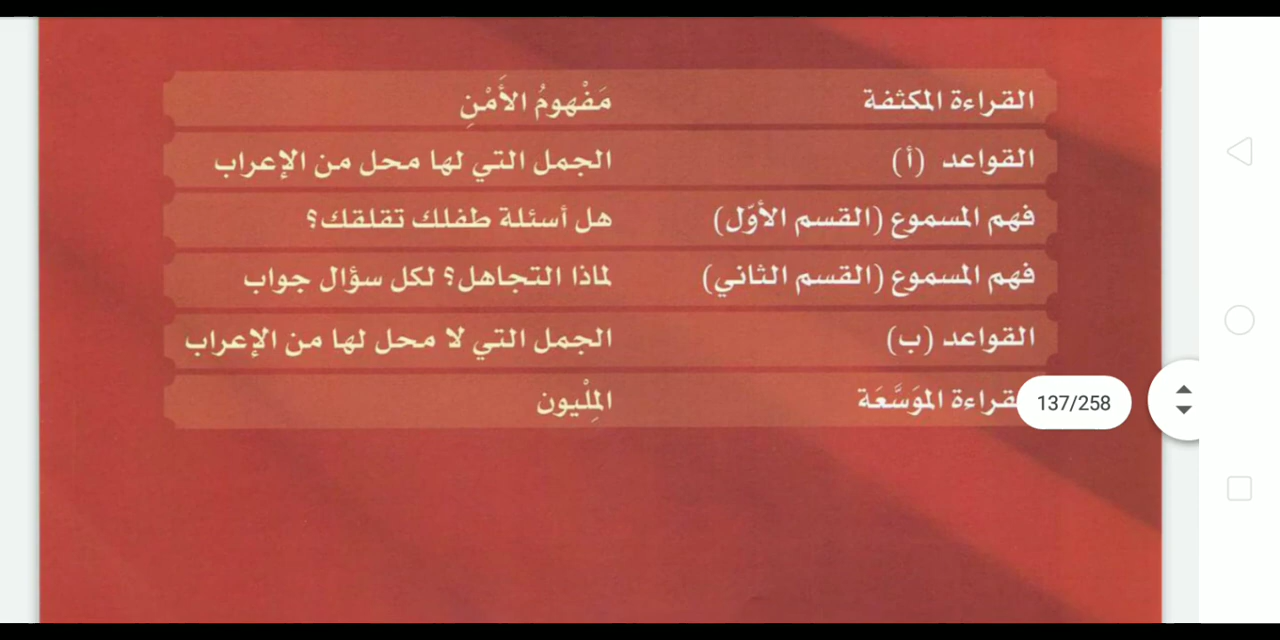 القراءة المكثفة مَفْهومُ الأَمْنِ
القواعد (أ) الجمل التي لها محل من الإعراب
فهم المسموع (القسم الأوّل) هل أسئلة طفلك تقلقك؟
فهم المسموع (القسم الثاني) لماذا التجاهل؟ لكل سؤال جواب
القواعد (ب) الجمل التي لا محل لها من الإعراب
قراءة الموَسَّعَة المِلْيون
137/258